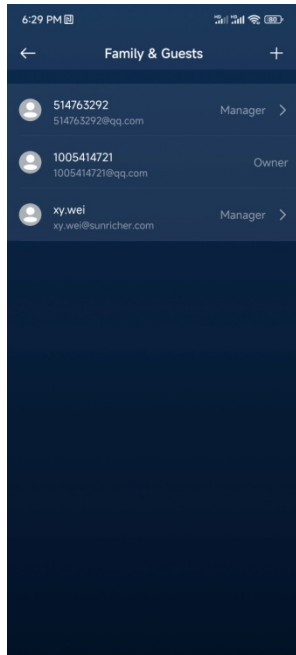 6:29 PM
80
Family & Guests
514763292
Manager
514763292@qq.com
1005414721
Owner
1005414721@qq.com
xy.wei
Manager
xy.wei@sunricher.com